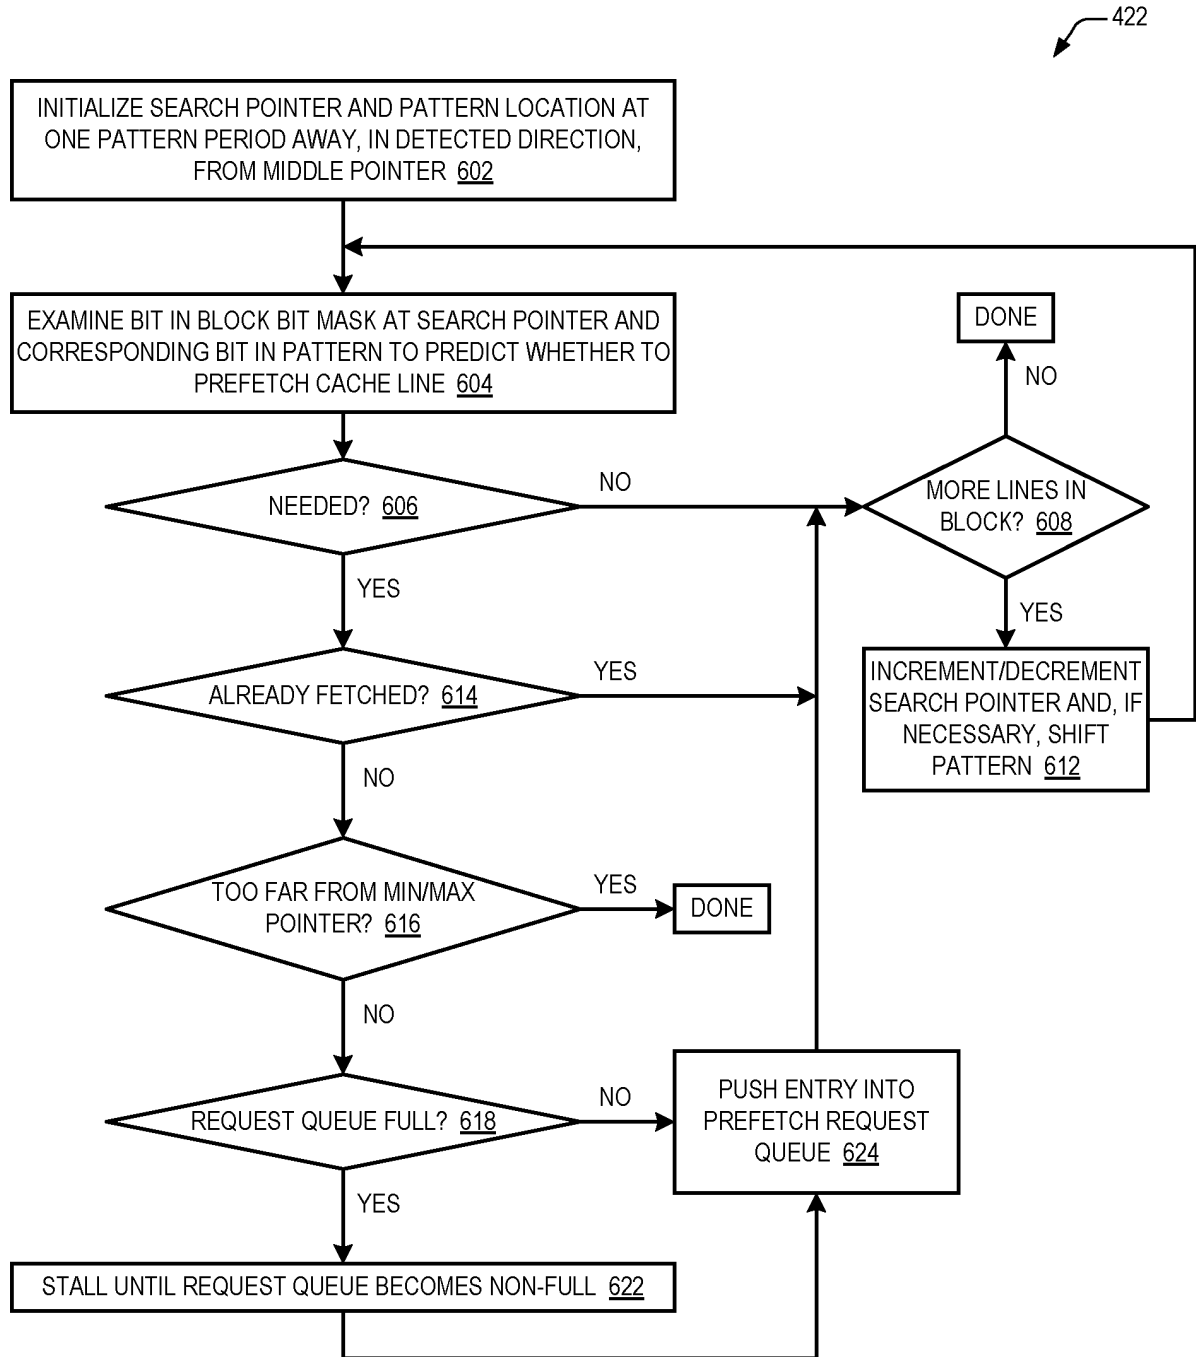 422
INITIALIZE SEARCH POINTER AND PATTERN LOCATION AT
ONE PATTERN PERIOD AWAY, IN DETECTED DIRECTION,
FROM MIDDLE POINTER 602
EXAMINE BIT IN BLOCK BIT MASK AT SEARCH POINTER AND
CORRESPONDING BIT IN PATTERN TO PREDICT WHETHER TO
PREFETCH CACHE LINE 604
DONE
NO
NEEDED? 606
NO
MORE LINES IN
BLOCK? 608
YES
YES
ALREADY FETCHED? 614
YES
INCREMENT/DECREMENT
SEARCH POINTER AND, IF
NECESSARY, SHIFT
PATTERN 612
NO
TOO FAR FROM MIN/MAX
POINTER? 616
YES
DONE
NO
REQUEST QUEUE FULL? 618
NO
PUSH ENTRY INTO
PREFETCH REQUEST
QUEUE 624
YES
STALL UNTIL REQUEST QUEUE BECOMES NON-FULL 622